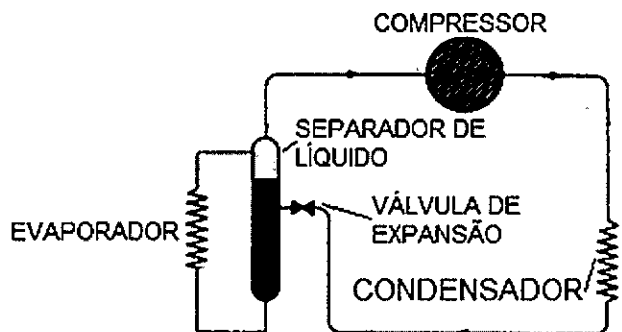 COMPRESSOR
SEPARADOR DE
LÍQUIDO
EVAPORADOR
VÁLVULA DE
EXPANSÃO
CONDENSADOR